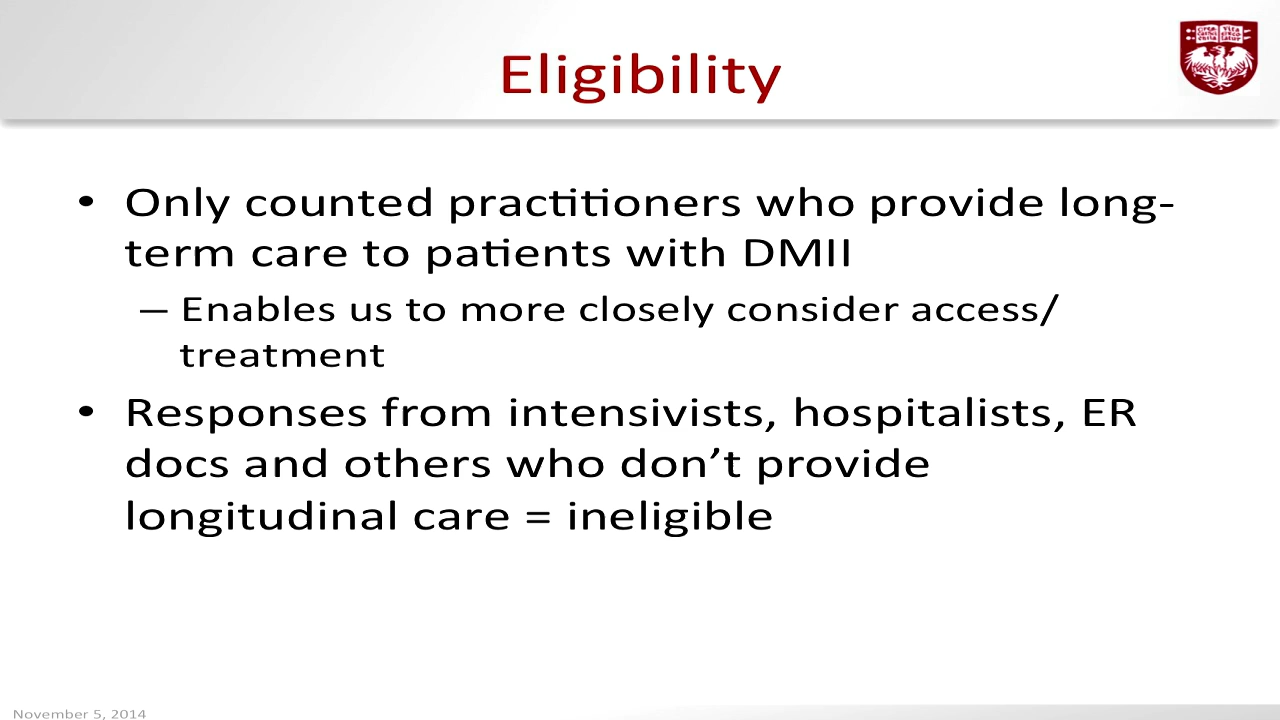 Eligibility
• Only counted practitioners who provide long-
term care to patients with DMII
– Enables us to more closely consider access/
treatment
• Responses from intensivists, hospitalists, ER
docs and others who don’t provide
longitudinal care = ineligible
November 5, 2014